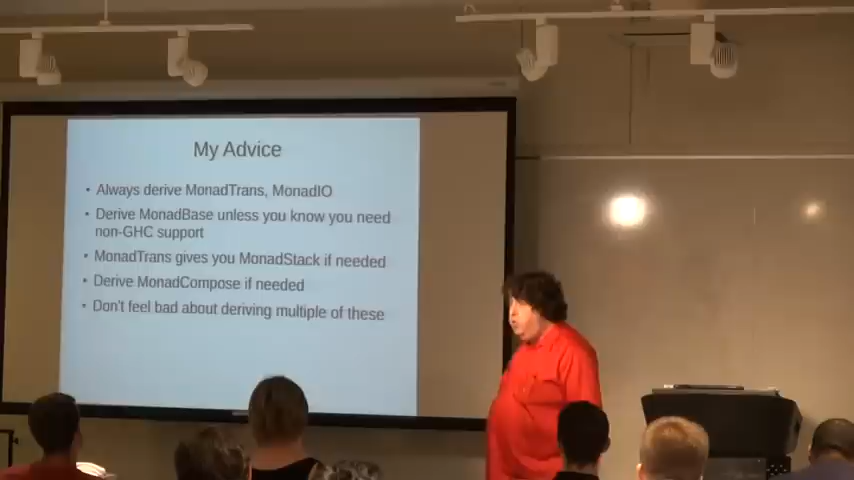 My Advice
• Always derive MonadTrans, MonadIO
• Derive MonadBase unless you know you need
non-GHC support
• MonadTrans gives you MonadStack if needed
• Derive MonadCompose if needed
• Don't feel bad about deriving multiple of these